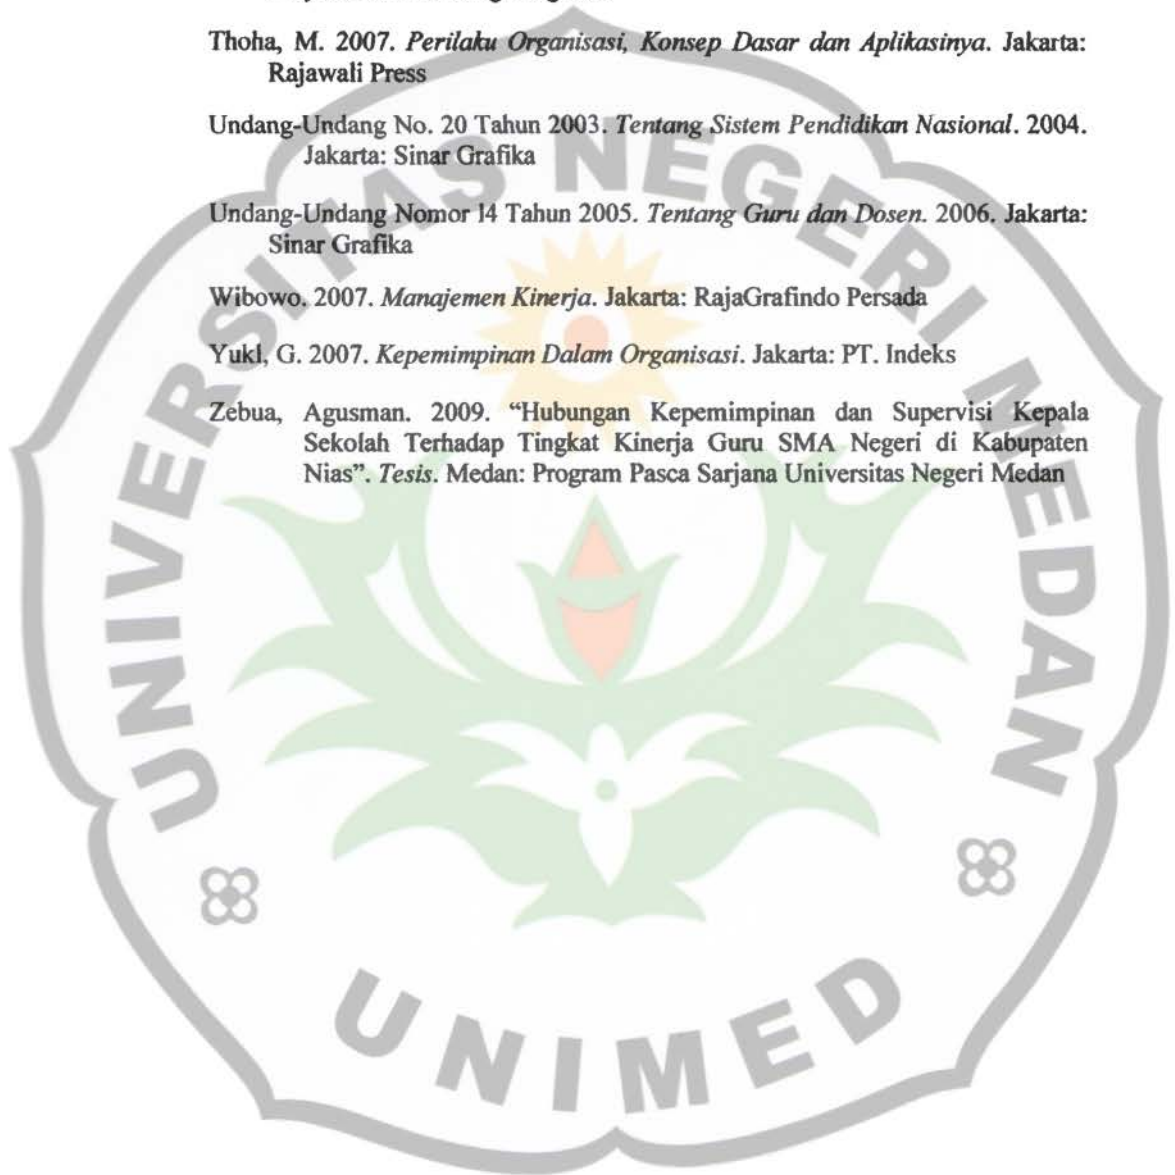 Thoha, M. 2007. Perilaku Organisasi, Konsep Dasar dan Aplikasinya. Jakarta:
Rajawali Press
Undang-Undang No. 20 Tahun 2003. Tentang Sistem Pendidikan Nasional. 2004.
Jakarta: Sinar Grafika
Undang-Undang Nomor 14 Tahun 2005. Tentang Guru dan Dosen. 2006. Jakarta:
Sinar Grafika
Wibowo. 2007. Manajemen Kinerja. Jakarta: RajaGrafindo Persada
Yukl, G. 2007. Kepemimpinan Dalam Organisasi. Jakarta: PT. Indeks
Zebua, Agusman. 2009. “Hubungan Kepemimpinan dan Supervisi Kepala
Sekolah Terhadap Tingkat Kinerja Guru SMA Negeri di Kabupaten
Nias”. Tesis. Medan: Program Pasca Sarjana Universitas Negeri Medan
UNIVERSITAS NEGERI MEDAN
UNIMED